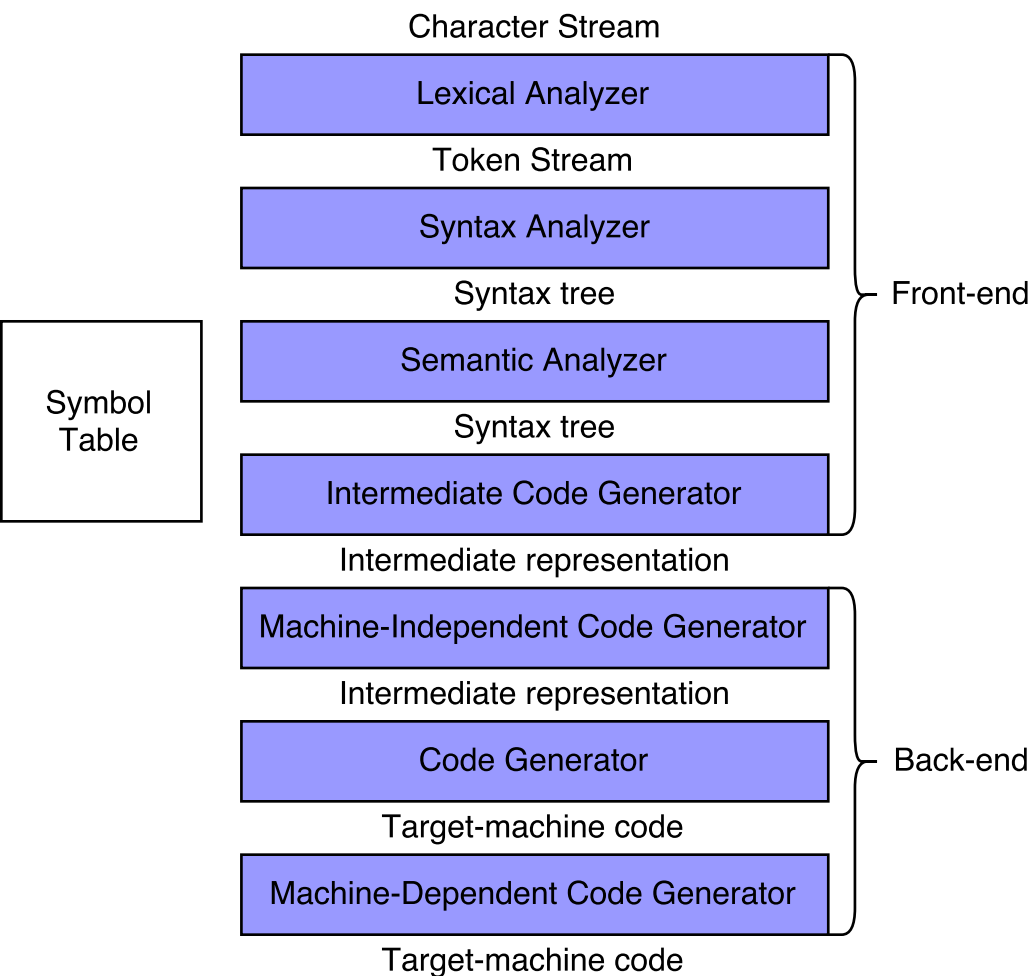 Character Stream
Lexical Analyzer
Token Stream
Syntax Analyzer
Syntax tree
Front-end
Semantic Analyzer
Symbol
Table
Syntax tree
Intermediate Code Generator
Intermediate representation
Machine-Independent Code Generator
Intermediate representation
Code Generator
Back-end
Target-machine code
Machine-Dependent Code Generator
Target-machine code